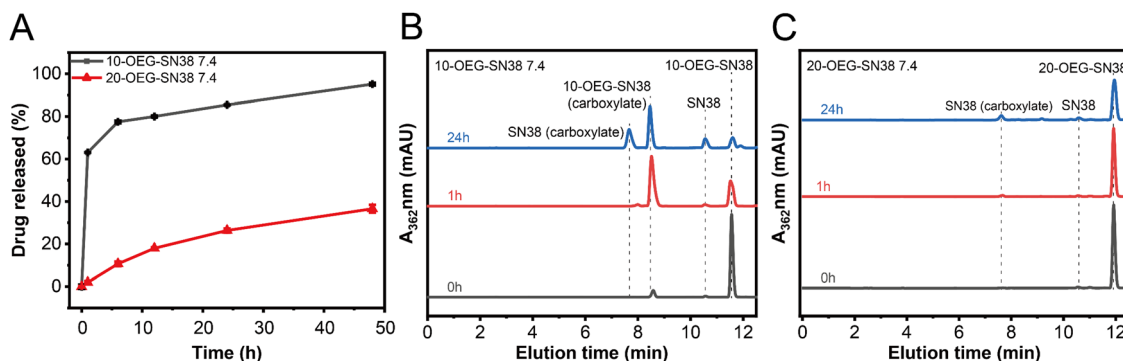 A
10-OEG-SN38 7.4
20-OEG-SN38 7.4
Drug released (%)
100
80
60
40
20
0
0 10 20 30 40 50
Time (h)
B
10-OEG-SN38 7.4
10-OEG-SN38
10-OEG-SN38
(carboxylate)
SN38
SN38 (carboxylate)
24h
1h
0h
A362nm (mAU)
0 2 4 6 8 10 12
Elution time (min)
C
20-OEG-SN38 7.4
20-OEG-SN38
SN38 (carboxylate)
SN38
24h
1h
0h
A362nm (mAU)
0 2 4 6 8 10 12
Elution time (min)